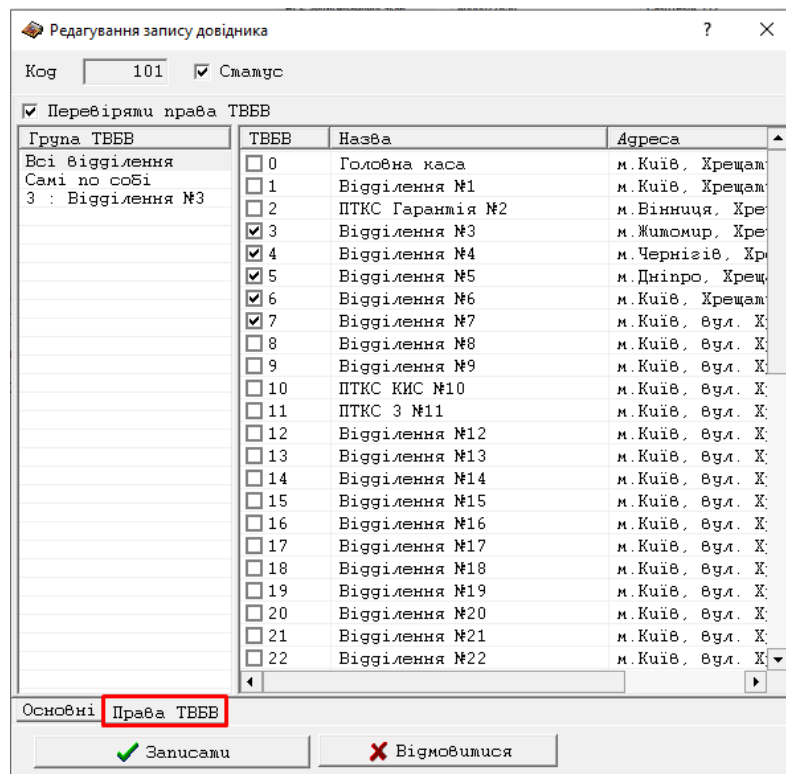 Редагування запису довідника ? ×
Код 101 Статус
Перевіряти права ТВБВ
Група ТВБВ
Всі відділення
Самі по собі
3 : Відділення №3
ТВБВ Назва Адреса
0 Головна каса м.Київ, Хрещат
1 Відділення №1 м.Київ, Хрещат
2 ПТКС Гарантія №2 м.Вінниця, Хре
3 Відділення №3 м.Житомир, Хре
4 Відділення №4 м.Чернігів, Хр
5 Відділення №5 м.Дніпро, Хрещ
6 Відділення №6 м.Київ, Хрещат
7 Відділення №7 м.Київ, вул. Х
8 Відділення №8 м.Київ, вул. Х
9 Відділення №9 м.Київ, вул. Х
10 ПТКС КИС №10 м.Київ, вул. Х
11 ПТКС 3 №11 м.Київ, вул. Х
12 Відділення №12 м.Київ, вул. Х
13 Відділення №13 м.Київ, вул. Х
14 Відділення №14 м.Київ, вул. Х
15 Відділення №15 м.Київ, вул. Х
16 Відділення №16 м.Київ, вул. Х
17 Відділення №17 м.Київ, вул. Х
18 Відділення №18 м.Київ, вул. Х
19 Відділення №19 м.Київ, вул. Х
20 Відділення №20 м.Київ, вул. Х
21 Відділення №21 м.Київ, вул. Х
22 Відділення №22 м.Київ, вул. Х
Основні Права ТВБВ
Записати Відмовитися